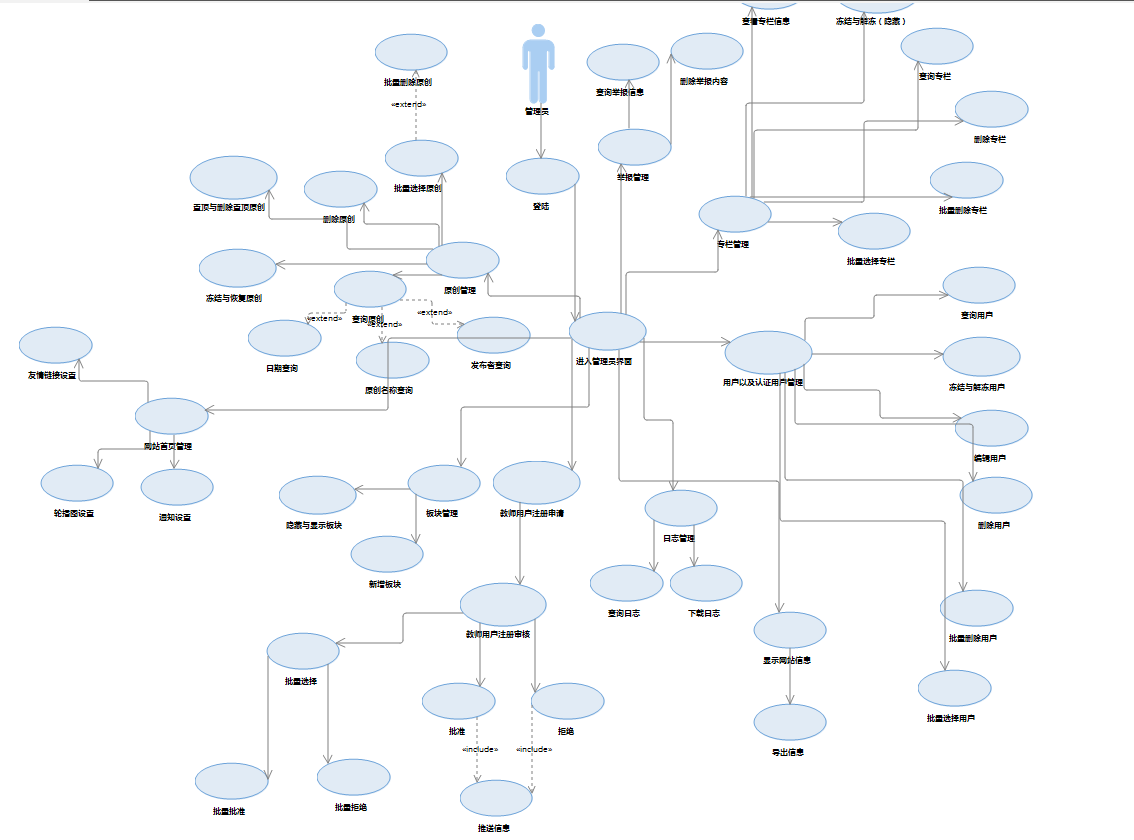 查看专栏信息
冻结与解冻（隐藏）
查询专栏
批量删除原创
查询举报信息
删除举报内容
«extend»
管理员
删除专栏
举报管理
批量选择原创
登陆
置顶与删除置顶原创
删除原创
批量删除专栏
专栏管理
批量选择专栏
冻结与恢复原创
原创管理
查询原创
«extend»
«extend»
«extend»
查询用户
日期查询
原创名称查询
发布者查询
进入管理员界面
用户以及认证用户管理
冻结与解冻用户
友情链接设置
网站首页管理
编辑用户
轮播图设置
通知设置
隐藏与显示板块
板块管理
教师用户注册申请
日志管理
删除用户
新增板块
查询日志
下载日志
教师用户注册审核
批量删除用户
显示网站信息
批量选择
批量选择用户
批准
拒绝
«include»
«include»
导出信息
批量批准
批量拒绝
推送信息